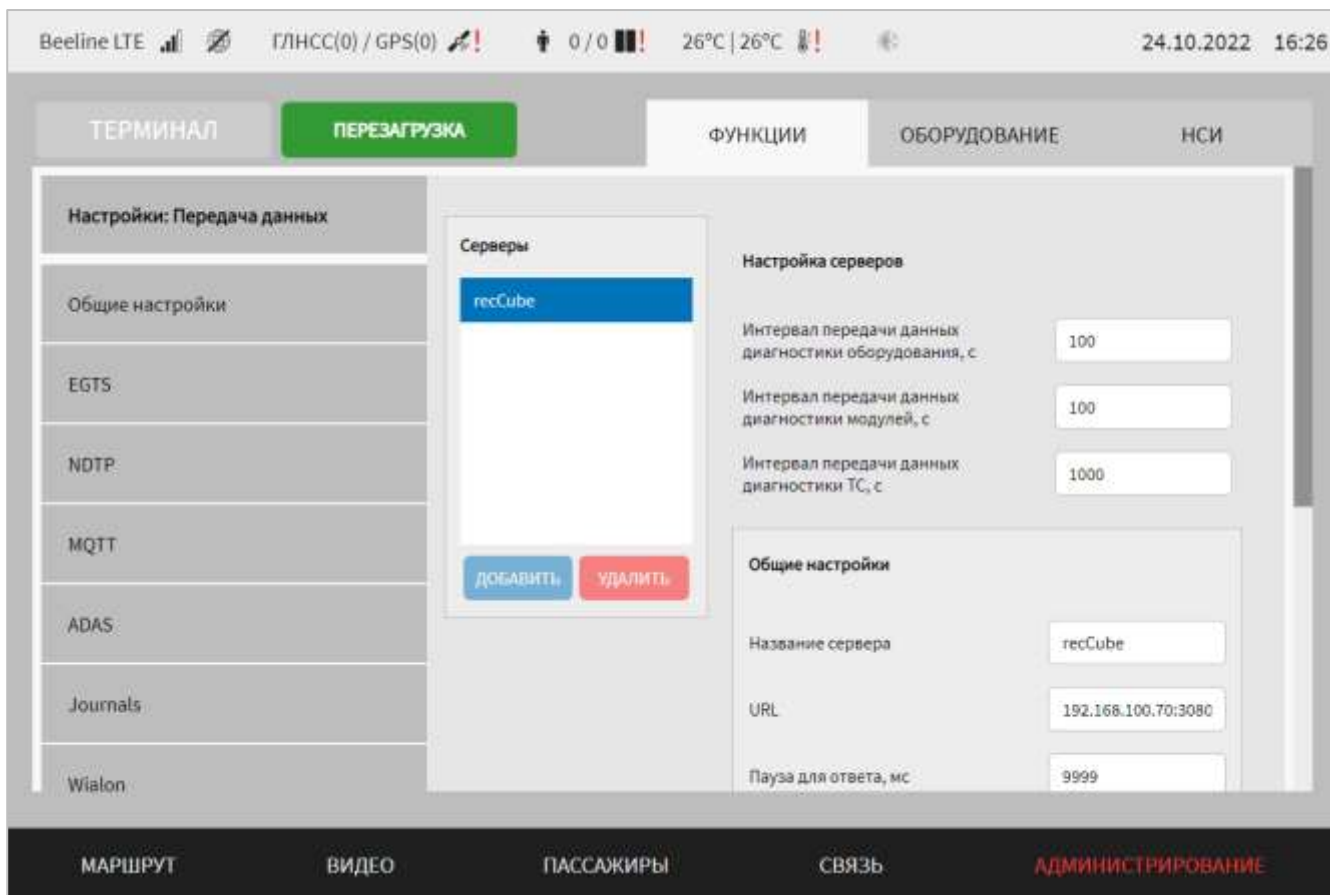 Beeline LTE ГЛНСС(0) / GPS(0) ! 0 / 0 ! 26°C | 26°C ! 24.10.2022 16:26
ТЕРМИНАЛ ПЕРЕЗАГРУЗКА ФУНКЦИИ ОБОРУДОВАНИЕ НСИ
Настройки: Передача данных
Общие настройки
EGTS
NDTP
MQTT
ADAS
Journals
Wialon
Серверы
recCube
ДОБАВИТЬ УДАЛИТЬ
Настройка серверов
Интервал передачи данных
диагностики оборудования, с
100
Интервал передачи данных
диагностики модулей, с
100
Интервал передачи данных
диагностики ТС, с
1000
Общие настройки
Название сервера recCube
URL 192.168.100.70:3080
Пауза для ответа, мс 9999
МАРШРУТ ВИДЕО ПАССАЖИРЫ СВЯЗЬ АДМИНИСТРИРОВАНИЕ